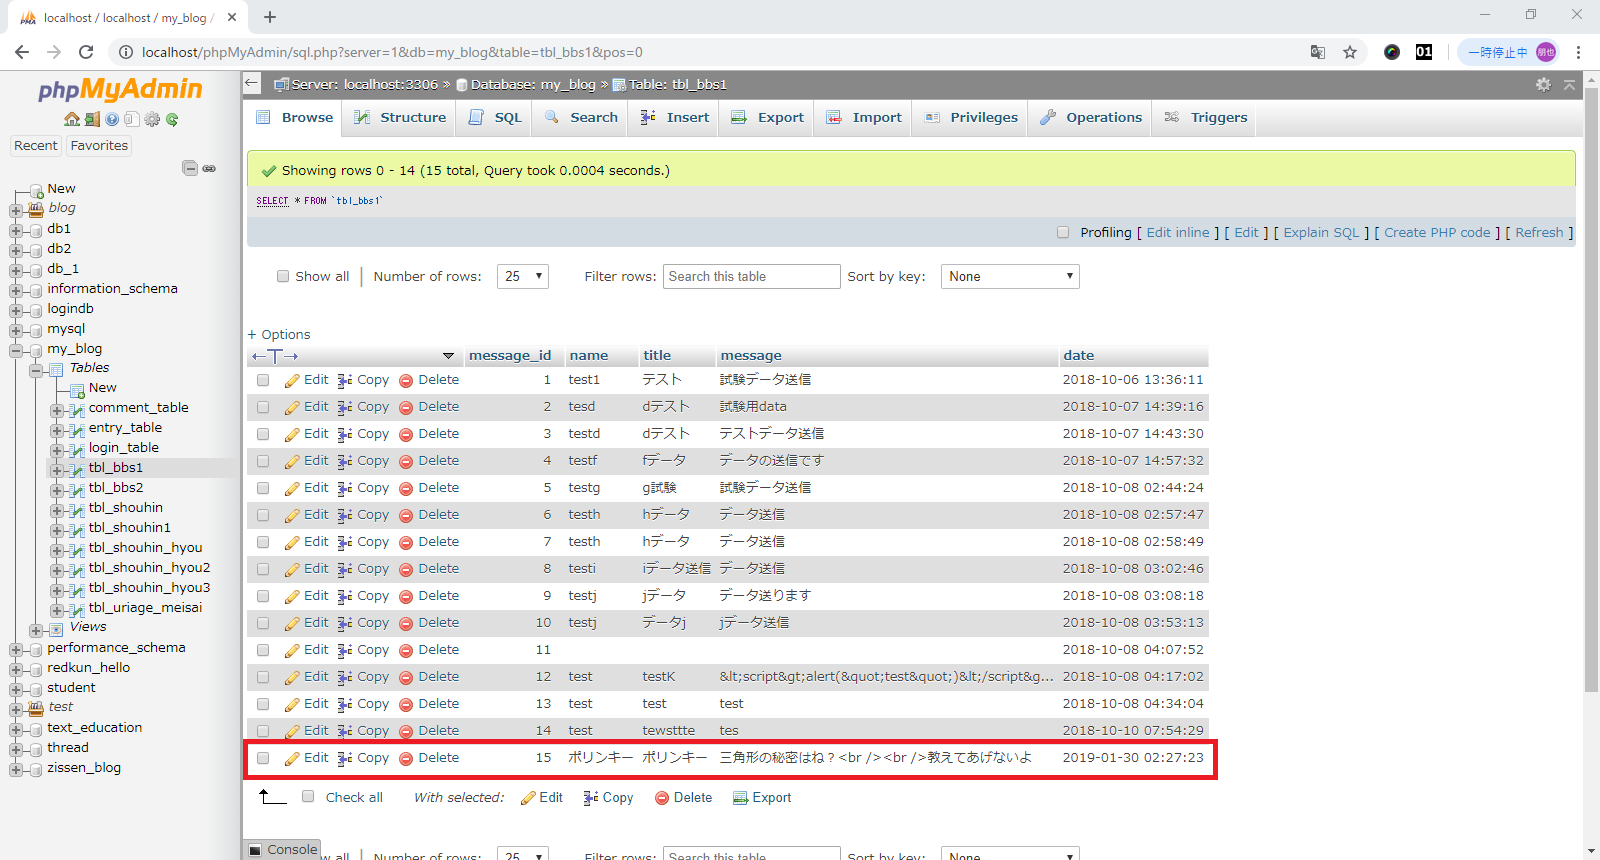 localhost / localhost / my_blog /
localhost/phpMyAdmin/sql.php?server=1&db=my_blog&table=tbl_bbs1&pos=0
01
一時停止中
朋也
phpMyAdmin
Recent
Favorites
New
blog
db1
db2
db_1
information_schema
logindb
mysql
my_blog
Tables
New
comment_table
entry_table
login_table
tbl_bbs1
tbl_bbs2
tbl_shouhin
tbl_shouhin1
tbl_shouhin_hyou
tbl_shouhin_hyou2
tbl_shouhin_hyou3
tbl_uriage_meisai
Views
performance_schema
redkun_hello
student
test
text_education
thread
zissen_blog
Server: localhost:3306 » Database: my_blog » Table: tbl_bbs1
Browse Structure SQL Search Insert Export Import Privileges Operations Triggers
Showing rows 0 - 14 (15 total, Query took 0.0004 seconds.)
SELECT * FROM `tbl_bbs1`
Profiling [ Edit inline ] [ Edit ] [ Explain SQL ] [ Create PHP code ] [ Refresh ]
Show all | Number of rows: 25 Filter rows: Search this table Sort by key: None
+ Options
←T→ message_id name title message date
Edit Copy Delete 1 test1 テスト 試験データ送信 2018-10-06 13:36:11
Edit Copy Delete 2 tesd dテスト 試験用data 2018-10-07 14:39:16
Edit Copy Delete 3 testd dテスト テストデータ送信 2018-10-07 14:43:30
Edit Copy Delete 4 testf fデータ データの送信です 2018-10-07 14:57:32
Edit Copy Delete 5 testg g試験 試験データ送信 2018-10-08 02:44:24
Edit Copy Delete 6 testh hデータ データ送信 2018-10-08 02:57:47
Edit Copy Delete 7 testh hデータ データ送信 2018-10-08 02:58:49
Edit Copy Delete 8 testi iデータ送信 データ送信 2018-10-08 03:02:46
Edit Copy Delete 9 testj jデータ データ送ります 2018-10-08 03:08:18
Edit Copy Delete 10 testj データj jデータ送信 2018-10-08 03:53:13
Edit Copy Delete 11 2018-10-08 04:07:52
Edit Copy Delete 12 test testK &lt;script&gt;alert(&quot;test&quot;)&lt;/script&g... 2018-10-08 04:17:02
Edit Copy Delete 13 test test test 2018-10-08 04:34:04
Edit Copy Delete 14 test tewsttte tes 2018-10-10 07:54:29
Edit Copy Delete 15 ポリンキー ポリンキー 三角形の秘密はね？<br /><br />教えてあげないよ 2019-01-30 02:27:23
Check all With selected: Edit Copy Delete Export
Console
w all Number of rows: 25 Filter rows: Search this table Sort by key: None